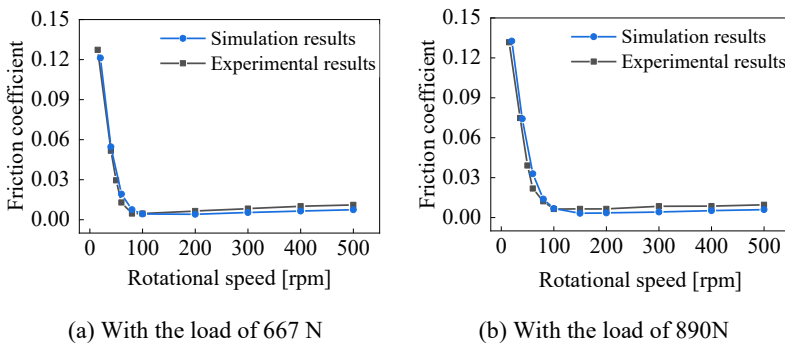 0.15
0.12
0.09
0.06
0.03
0.00
Friction coefficient
Simulation results
Experimental results
0 100 200 300 400 500
Rotational speed [rpm]
(a) With the load of 667 N
0.15
0.12
0.09
0.06
0.03
0.00
Friction coefficient
Simulation results
Experimental results
0 100 200 300 400 500
Rotational speed [rpm]
(b) With the load of 890N